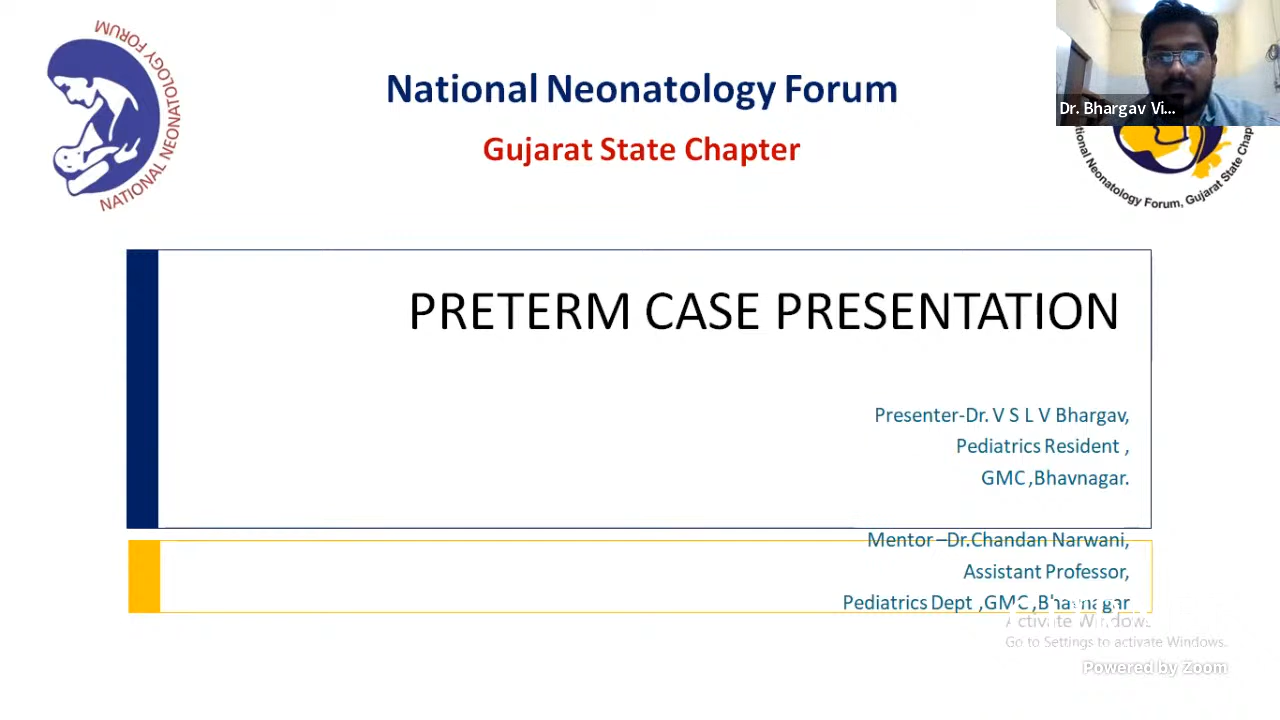 NATIONAL NEONATOLOGY FORUM
National Neonatology Forum
Gujarat State Chapter
Dr. Bhargav Vi...
National Neonatology Forum, Gujarat State
PRETERM CASE PRESENTATION
Presenter-Dr. V S L V Bhargav,
Pediatrics Resident ,
GMC ,Bhavnagar.
Mentor –Dr.Chandan Narwani,
Assistant Professor,
Pediatrics Dept ,GMC ,Bhavnagar
Activate Windows
Go to Settings to activate Windows.
Powered by Zoom